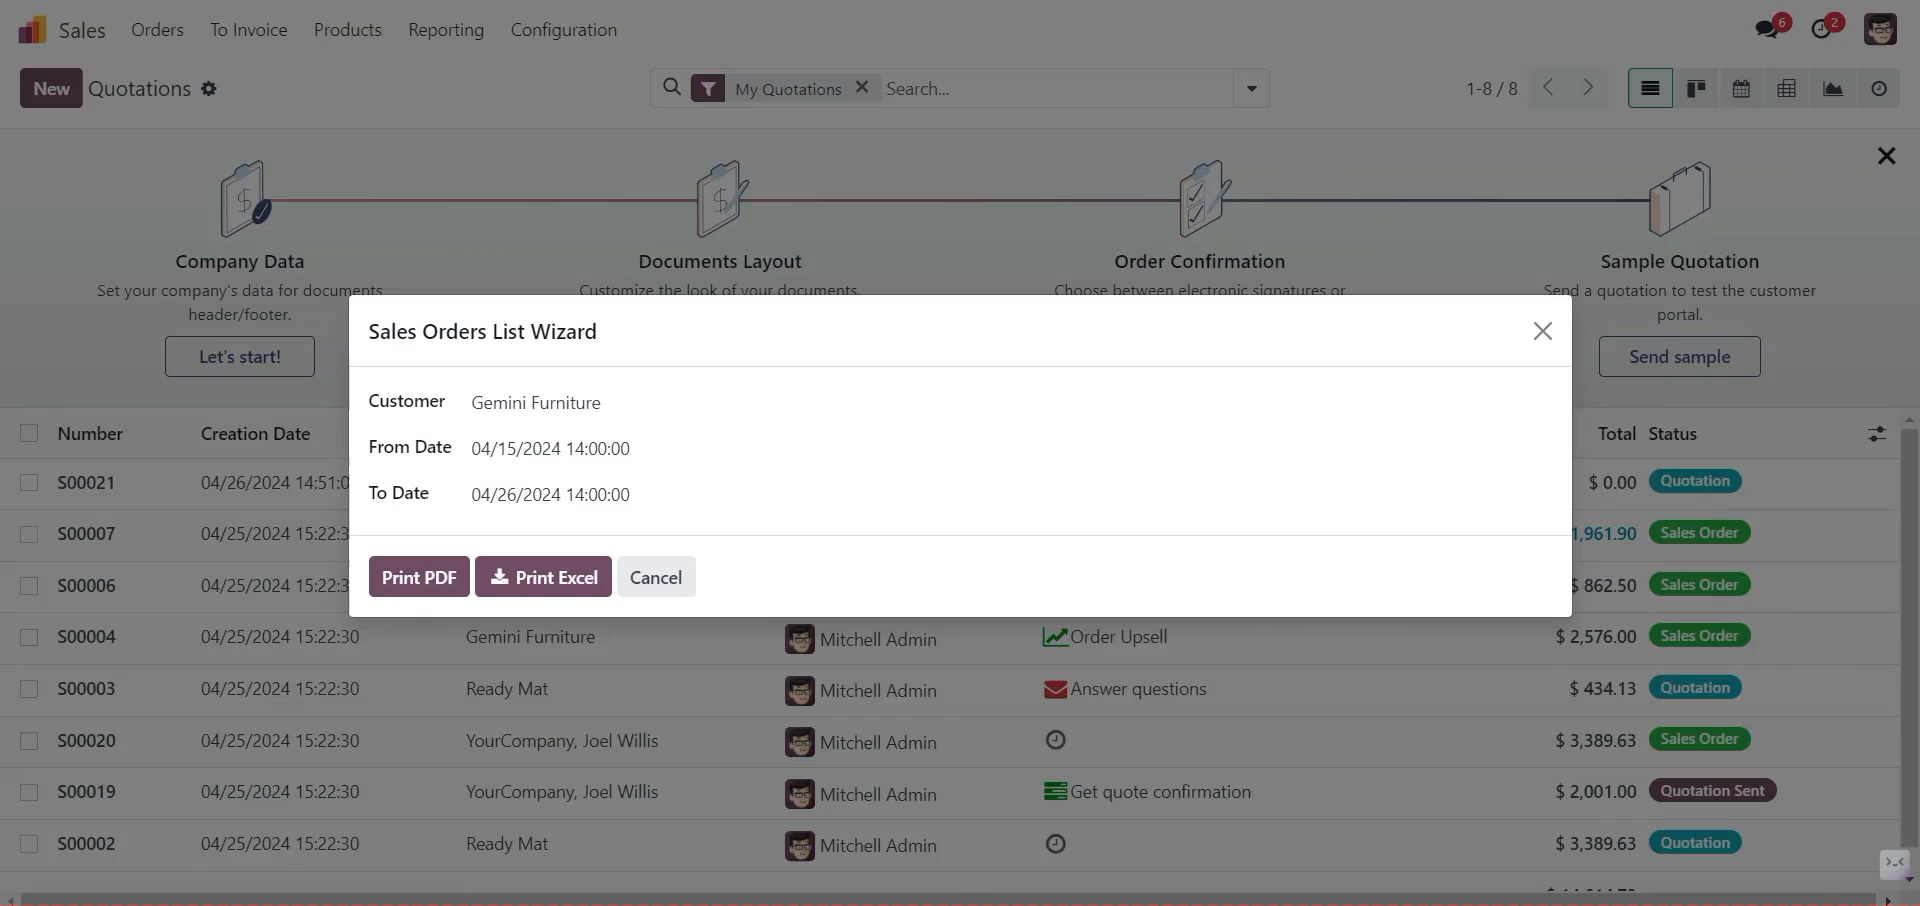 Sales Orders To Invoice Products Reporting Configuration 6 2
New Quotations My Quotations Search... 1-8 / 8
Company Data Documents Layout Order Confirmation Sample Quotation
Set your company's data for documents Customize the look of your documents. Choose between electronic signatures or Send a quotation to test the customer
header/footer. portal.
Let's start! Send sample
Sales Orders List Wizard
Customer Gemini Furniture
From Date 04/15/2024 14:00:00
To Date 04/26/2024 14:00:00
Print PDF Print Excel Cancel
Number Creation Date Total Status
S00021 04/26/2024 14:51:0 $ 0.00 Quotation
S00007 04/25/2024 15:22:3 1,961.90 Sales Order
S00006 04/25/2024 15:22:3 $ 862.50 Sales Order
S00004 04/25/2024 15:22:30 Gemini Furniture Mitchell Admin Order Upsell $ 2,576.00 Sales Order
S00003 04/25/2024 15:22:30 Ready Mat Mitchell Admin Answer questions $ 434.13 Quotation
S00020 04/25/2024 15:22:30 YourCompany, Joel Willis Mitchell Admin $ 3,389.63 Sales Order
S00019 04/25/2024 15:22:30 YourCompany, Joel Willis Mitchell Admin Get quote confirmation $ 2,001.00 Quotation Sent
S00002 04/25/2024 15:22:30 Ready Mat Mitchell Admin $ 3,389.63 Quotation